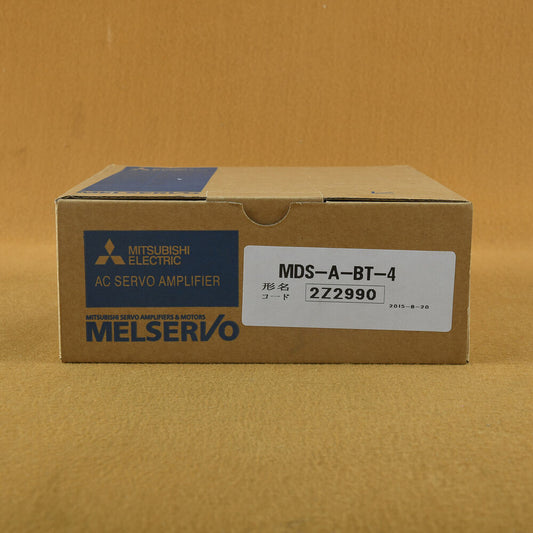 MITSUBISHI
ELECTRIC
AC SERVO AMPLIFIER
MITSUBISHI SERVO AMPLIFIERS & MOTORS
MELSERVO
MDS-A-BT-4
形名
コード 2Z2990
2015-8-20